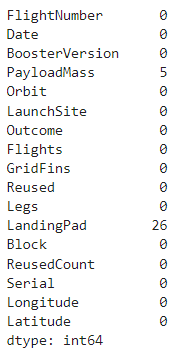 FlightNumber 0
Date 0
BoosterVersion 0
PayloadMass 5
Orbit 0
LaunchSite 0
Outcome 0
Flights 0
GridFins 0
Reused 0
Legs 0
LandingPad 26
Block 0
ReusedCount 0
Serial 0
Longitude 0
Latitude 0
dtype: int64